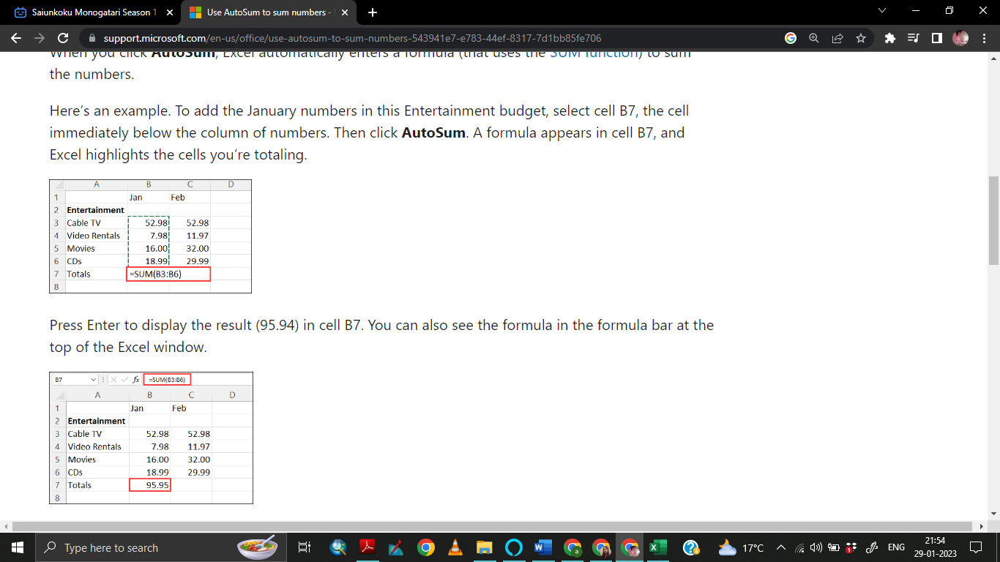 Saiunkoku Monogatari Season 1
Use AutoSum to sum numbers -
support.microsoft.com/en-us/office/use-autosum-to-sum-numbers-543941e7-e783-44ef-8317-7d1bb85fe706
When you click AutoSum, Excel automatically enters a formula (that uses the SUM function) to sum
the numbers.
Here's an example. To add the January numbers in this Entertainment budget, select cell B7, the cell
immediately below the column of numbers. Then click AutoSum. A formula appears in cell B7, and
Excel highlights the cells you're totaling.
A B C D
1 Jan Feb
2 Entertainment
3 Cable TV 52.98 52.98
4 Video Rentals 7.98 11.97
5 Movies 16.00 32.00
6 CDs 18.99 29.99
7 Totals =SUM(B3:B6)
8
Press Enter to display the result (95.94) in cell B7. You can also see the formula in the formula bar at the
top of the Excel window.
B7 fx =SUM(B3:B6)
A B C D
1 Jan Feb
2 Entertainment
3 Cable TV 52.98 52.98
4 Video Rentals 7.98 11.97
5 Movies 16.00 32.00
6 CDs 18.99 29.99
7 Totals 95.95
8
Type here to search
17°C
ENG
21:54
29-01-2023